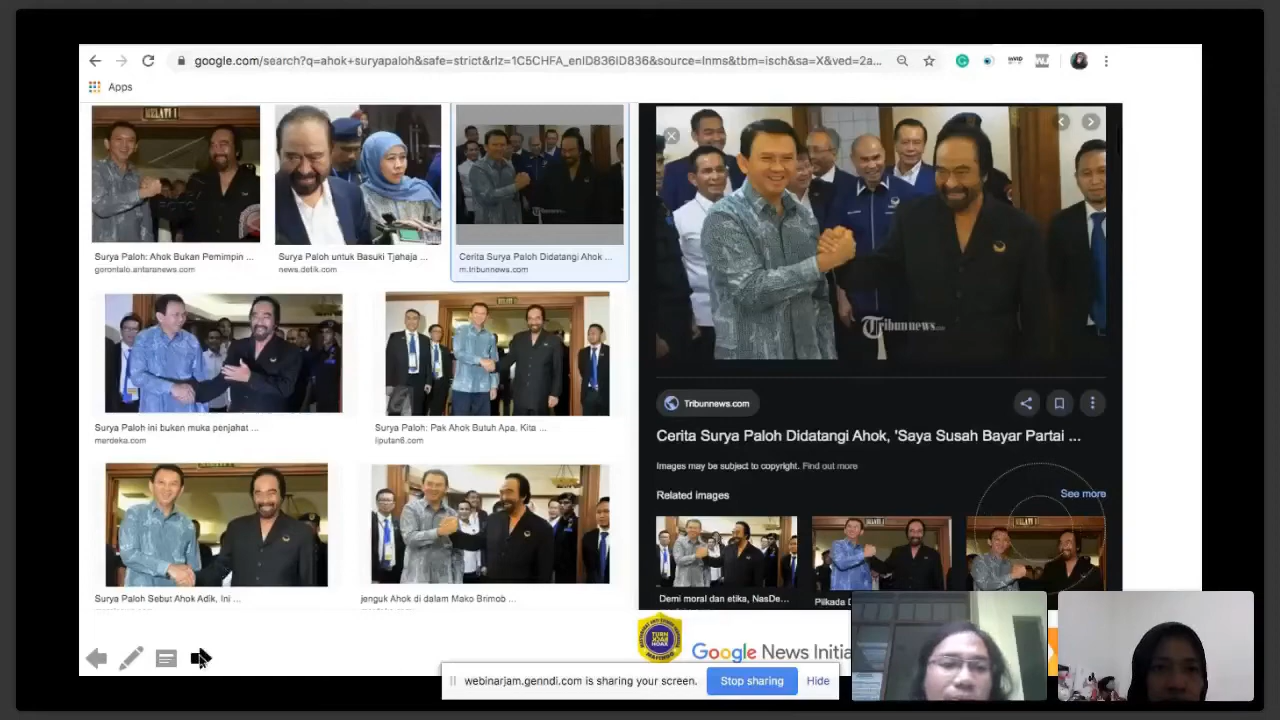 google.com/search?q=ahok+suryapaloh&safe=strict&rlz=1C5CHFA_enID836ID836&source=lnms&tbm=isch&sa=X&ved=2a...
Apps
Surya Paloh: Ahok Bukan Pemimpin ...
gorontalo.antaranews.com
Surya Paloh untuk Basuki Tjahaja ...
news.detik.com
Cerita Surya Paloh Didatangi Ahok ...
m.tribunnews.com
Surya Paloh ini bukan muka penjahat ...
merdeka.com
Surya Paloh: Pak Ahok Butuh Apa, Kita ...
liputan6.com
Surya Paloh Sebut Ahok Adik, Ini ...
jenguk Ahok di dalam Mako Brimob ...
Tribunnews.com
Tribunnews.com
Cerita Surya Paloh Didatangi Ahok, 'Saya Susah Bayar Partai ...
Images may be subject to copyright. Find out more
Related images
See more
Demi moral dan etika, NasDe...
Pilkada
TURN
HOAX
Google News Initia
webinarjam.genndi.com is sharing your screen.
Stop sharing
Hide